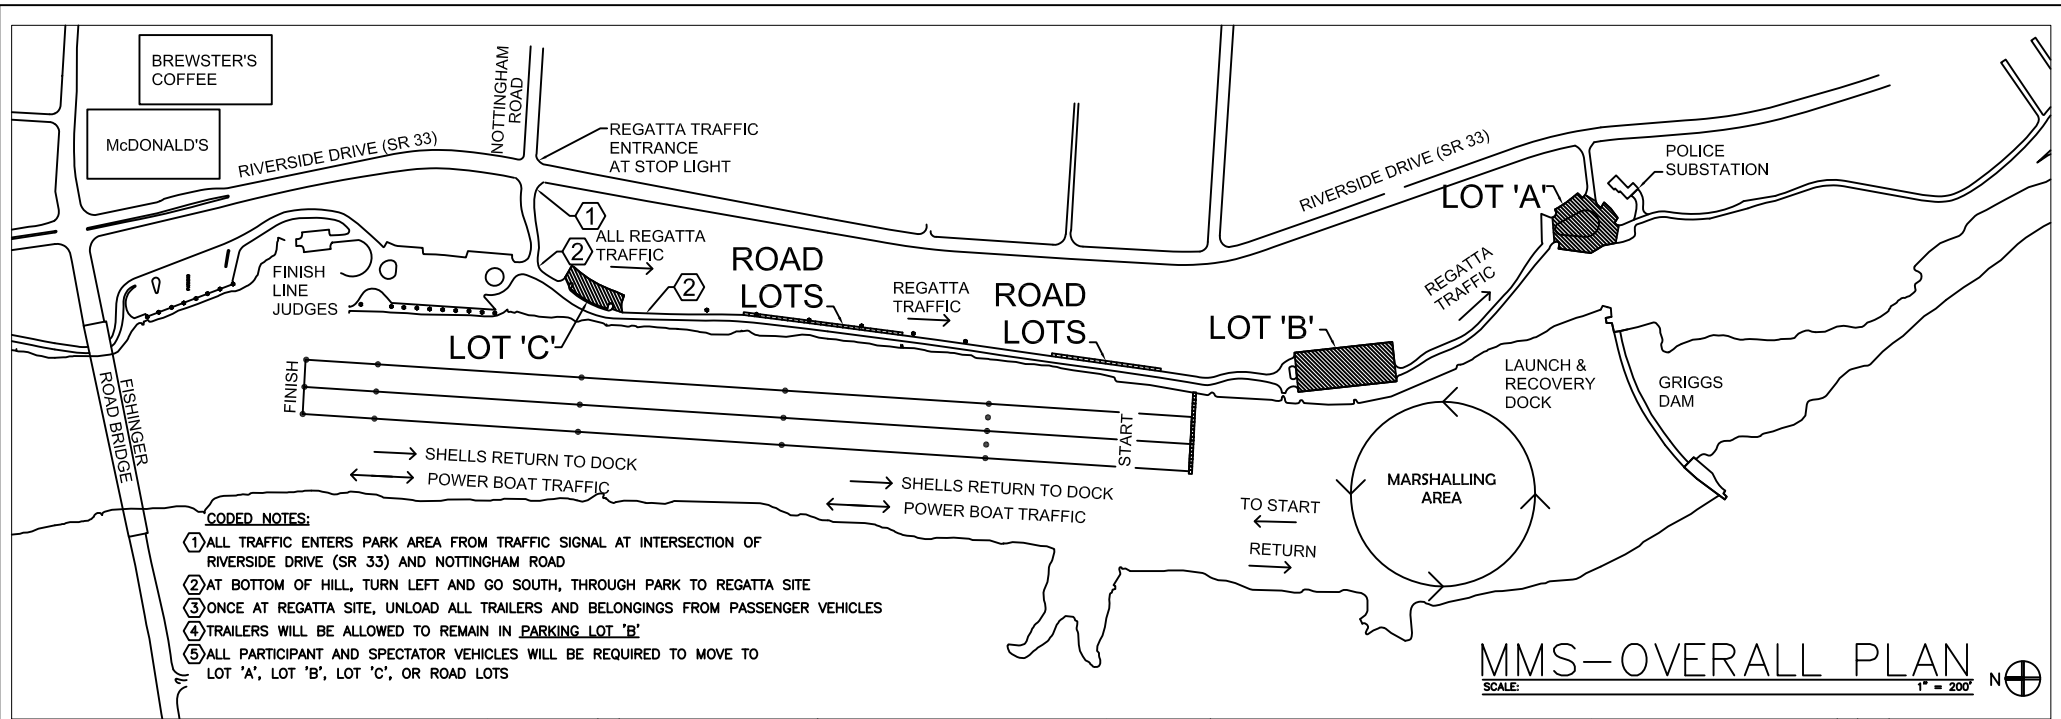 BREWSTER'S
COFFEE
McDONALD'S
RIVERSIDE DRIVE (SR 33)
NOTTINGHAM
ROAD
REGATTA TRAFFIC
ENTRANCE
AT STOP LIGHT
1
2
ALL REGATTA
TRAFFIC
2
ROAD
LOTS
REGATTA
TRAFFIC
ROAD
LOTS
LOT 'C'
LOT 'B'
RIVERSIDE DRIVE (SR 33)
LOT 'A'
POLICE
SUBSTATION
REGATTA
TRAFFIC
FINISH
LINE
JUDGES
FISHINGER
ROAD BRIDGE
FINISH
START
LAUNCH &
RECOVERY
DOCK
GRIGGS
DAM
MARSHALLING
AREA
SHELLS RETURN TO DOCK
POWER BOAT TRAFFIC
SHELLS RETURN TO DOCK
POWER BOAT TRAFFIC
TO START
RETURN
CODED NOTES:
1 ALL TRAFFIC ENTERS PARK AREA FROM TRAFFIC SIGNAL AT INTERSECTION OF
RIVERSIDE DRIVE (SR 33) AND NOTTINGHAM ROAD
2 AT BOTTOM OF HILL, TURN LEFT AND GO SOUTH, THROUGH PARK TO REGATTA SITE
3 ONCE AT REGATTA SITE, UNLOAD ALL TRAILERS AND BELONGINGS FROM PASSENGER VEHICLES
4 TRAILERS WILL BE ALLOWED TO REMAIN IN PARKING LOT 'B'
5 ALL PARTICIPANT AND SPECTATOR VEHICLES WILL BE REQUIRED TO MOVE TO
LOT 'A', LOT 'B', LOT 'C', OR ROAD LOTS
MMS-OVERALL PLAN
SCALE: 1" = 200'
N